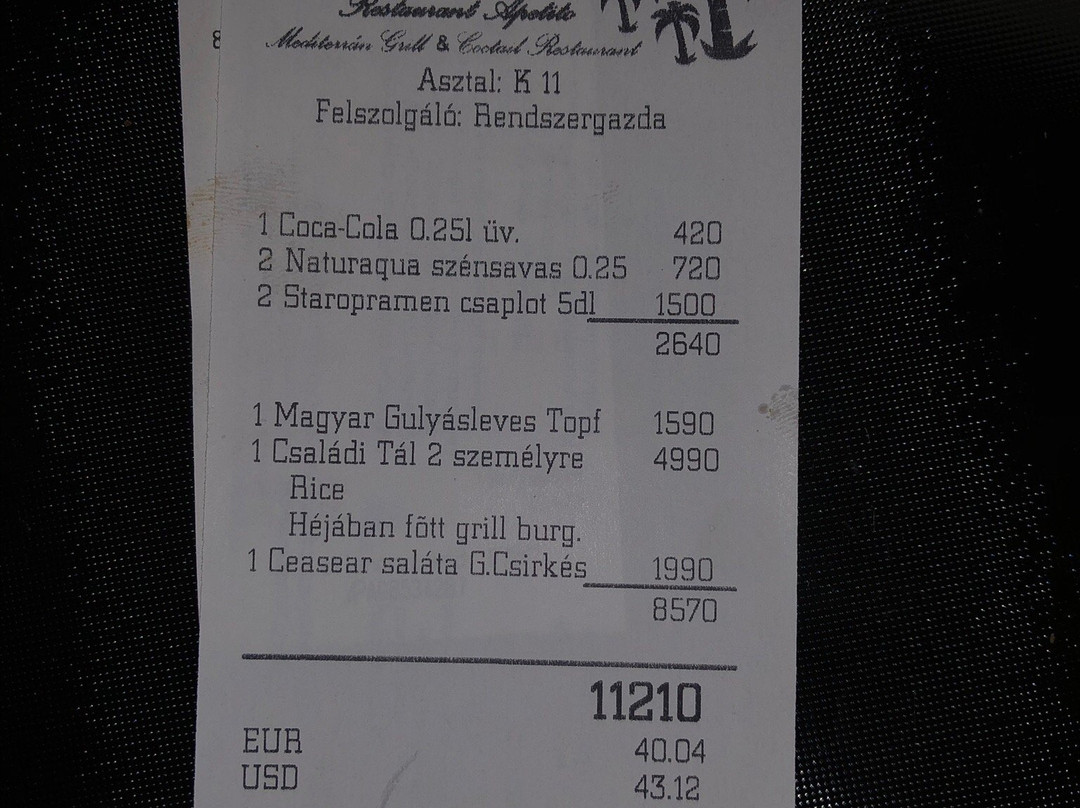 Restaurant Apetito
Mediterrán Grill & Coctail Restaurant
8
Asztal: K 11
Felszolgáló: Rendszergazda
1 Coca-Cola 0.25l üv. 420
2 Naturaqua szénsavas 0.25 720
2 Staropramen csaplot 5dl 1500
2640
1 Magyar Gulyásleves Topf 1590
1 Családi Tál 2 személyre 4990
Rice
Héjában fõtt grill burg.
1 Ceasear saláta G.Csirkés 1990
8570
11210
EUR 40.04
USD 43.12